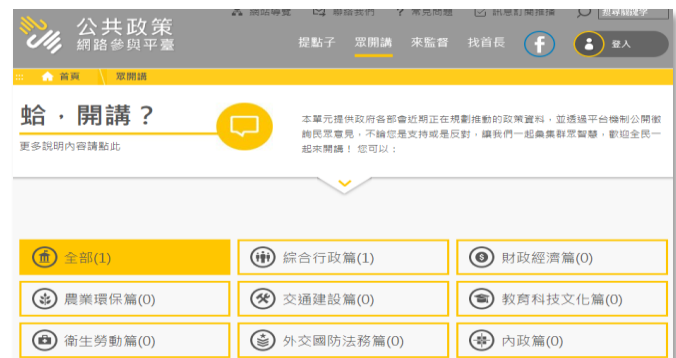 網站導覽 聯絡我們 ? 常見問題 訊息訂閱推播 搜尋關鍵字
公共政策
網路參與平臺
提點子 眾開講 來監督 找首長 f 登入
::: 首頁 \ 眾開講
蛤，開講？
更多說明內容請點此
本單元提供政府各部會近期正在規劃推動的政策資料，並透過平台機制公開徵
詢民眾意見，不論您是支持或是反對，讓我們一起彙集群眾智慧，歡迎全民一
起來開講！ 您可以：
全部(1) 綜合行政篇(1) 財政經濟篇(0)
農業環保篇(0) 交通建設篇(0) 教育科技文化篇(0)
衛生勞動篇(0) 外交國防法務篇(0) 內政篇(0)